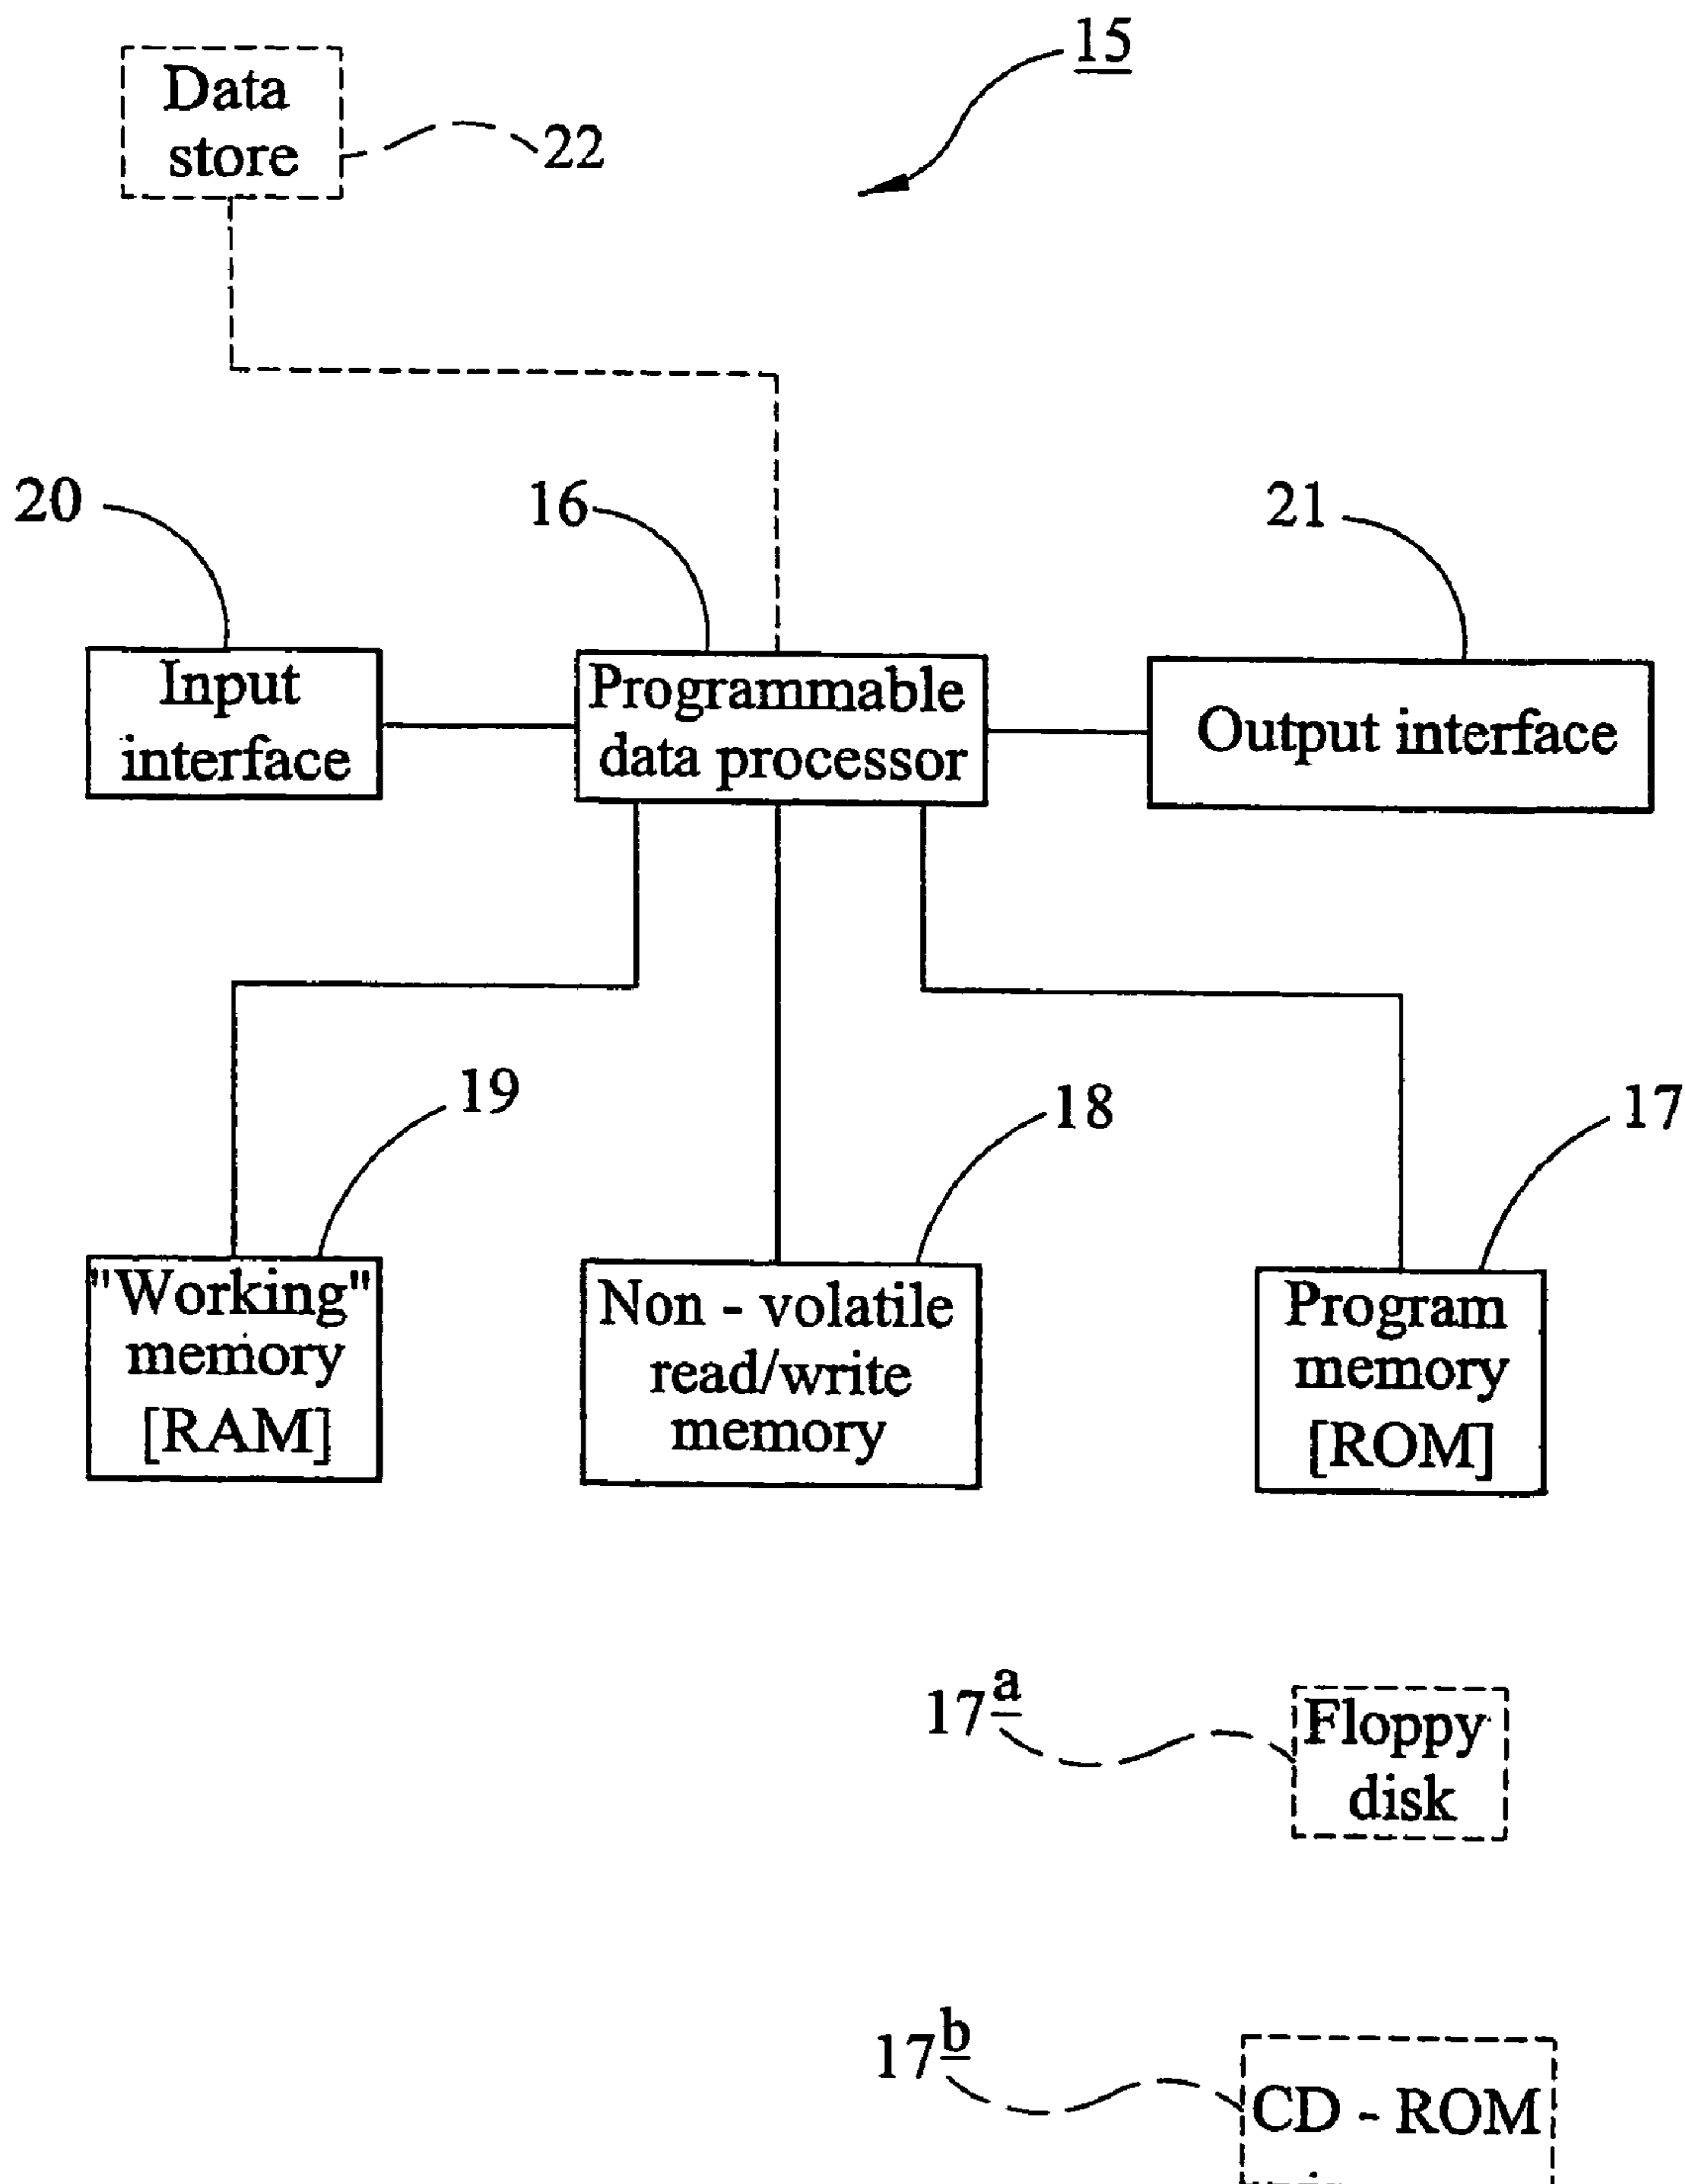 15
Data
store
22
20
16
21
Input
interface
Programmable
data processor
Output interface
19
18
17
"Working"
memory
[RAM]
Non - volatile
read/write
memory
Program
memory
[ROM]
17a
Floppy
disk
17b
CD - ROM